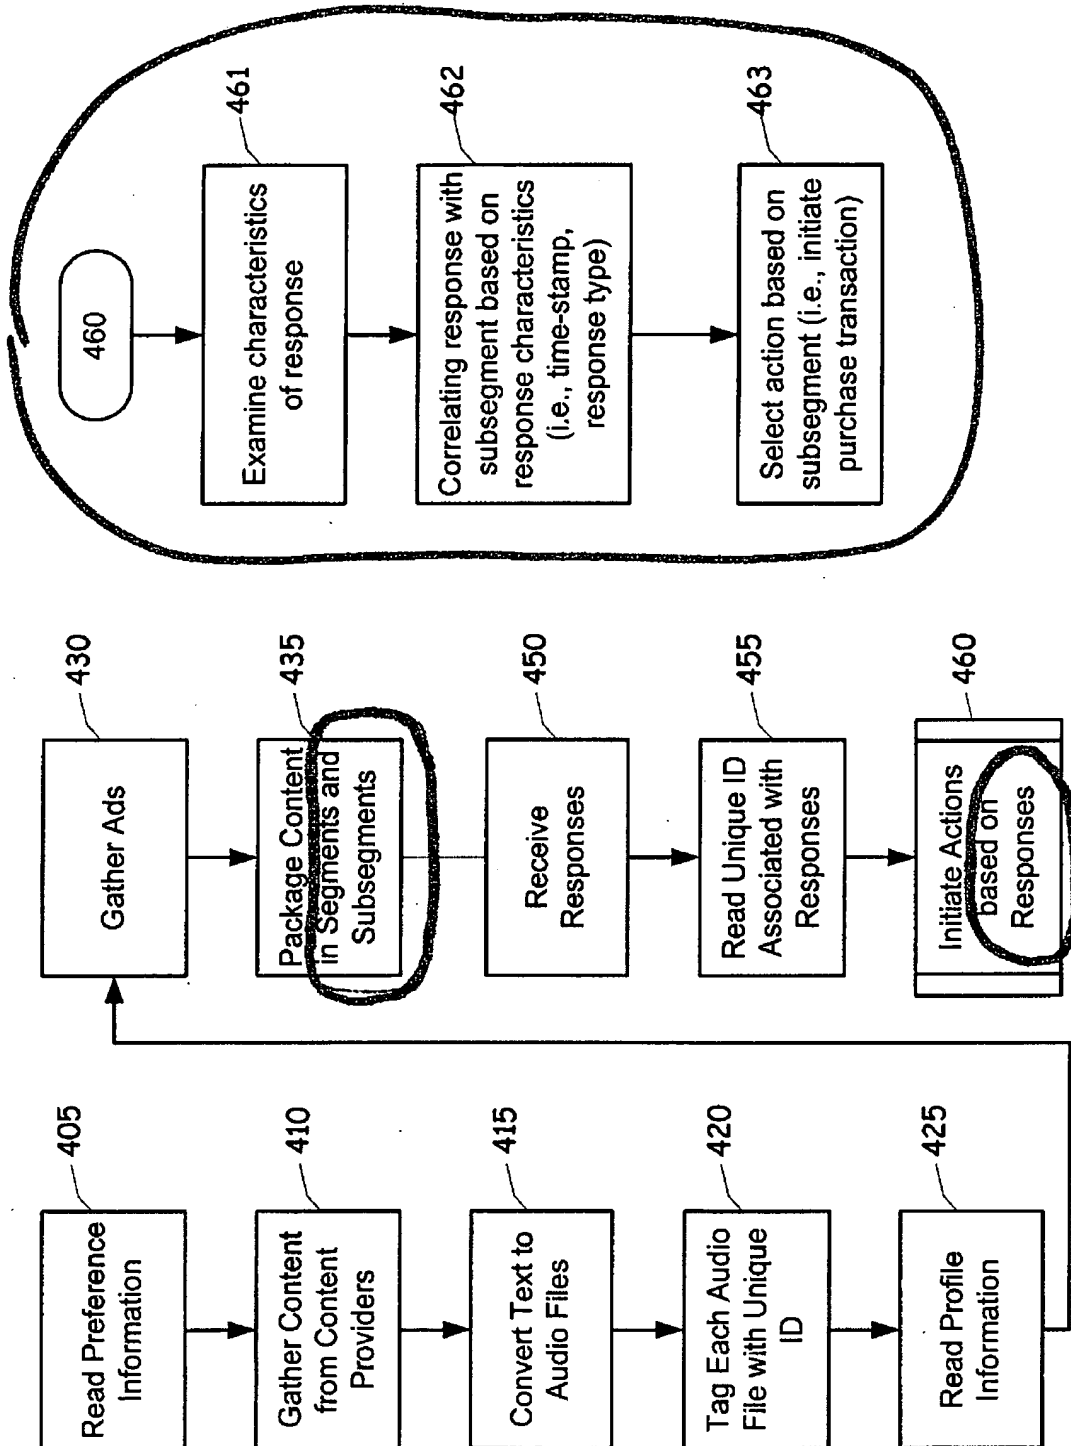 405
Read Preference
Information
410
Gather Content
from Content
Providers
415
Convert Text to
Audio Files
420
Tag Each Audio
File with Unique
ID
425
Read Profile
Information
430
Gather Ads
435
Package Content
in Segments and
Subsegments
450
Receive
Responses
455
Read Unique ID
Associated with
Responses
460
Initiate Actions
based on
Responses
460
461
Examine characteristics
of response
462
Correlating response with
subsegment based on
response characteristics
(i.e., time-stamp,
response type)
463
Select action based on
subsegment (i.e., initiate
purchase transaction)